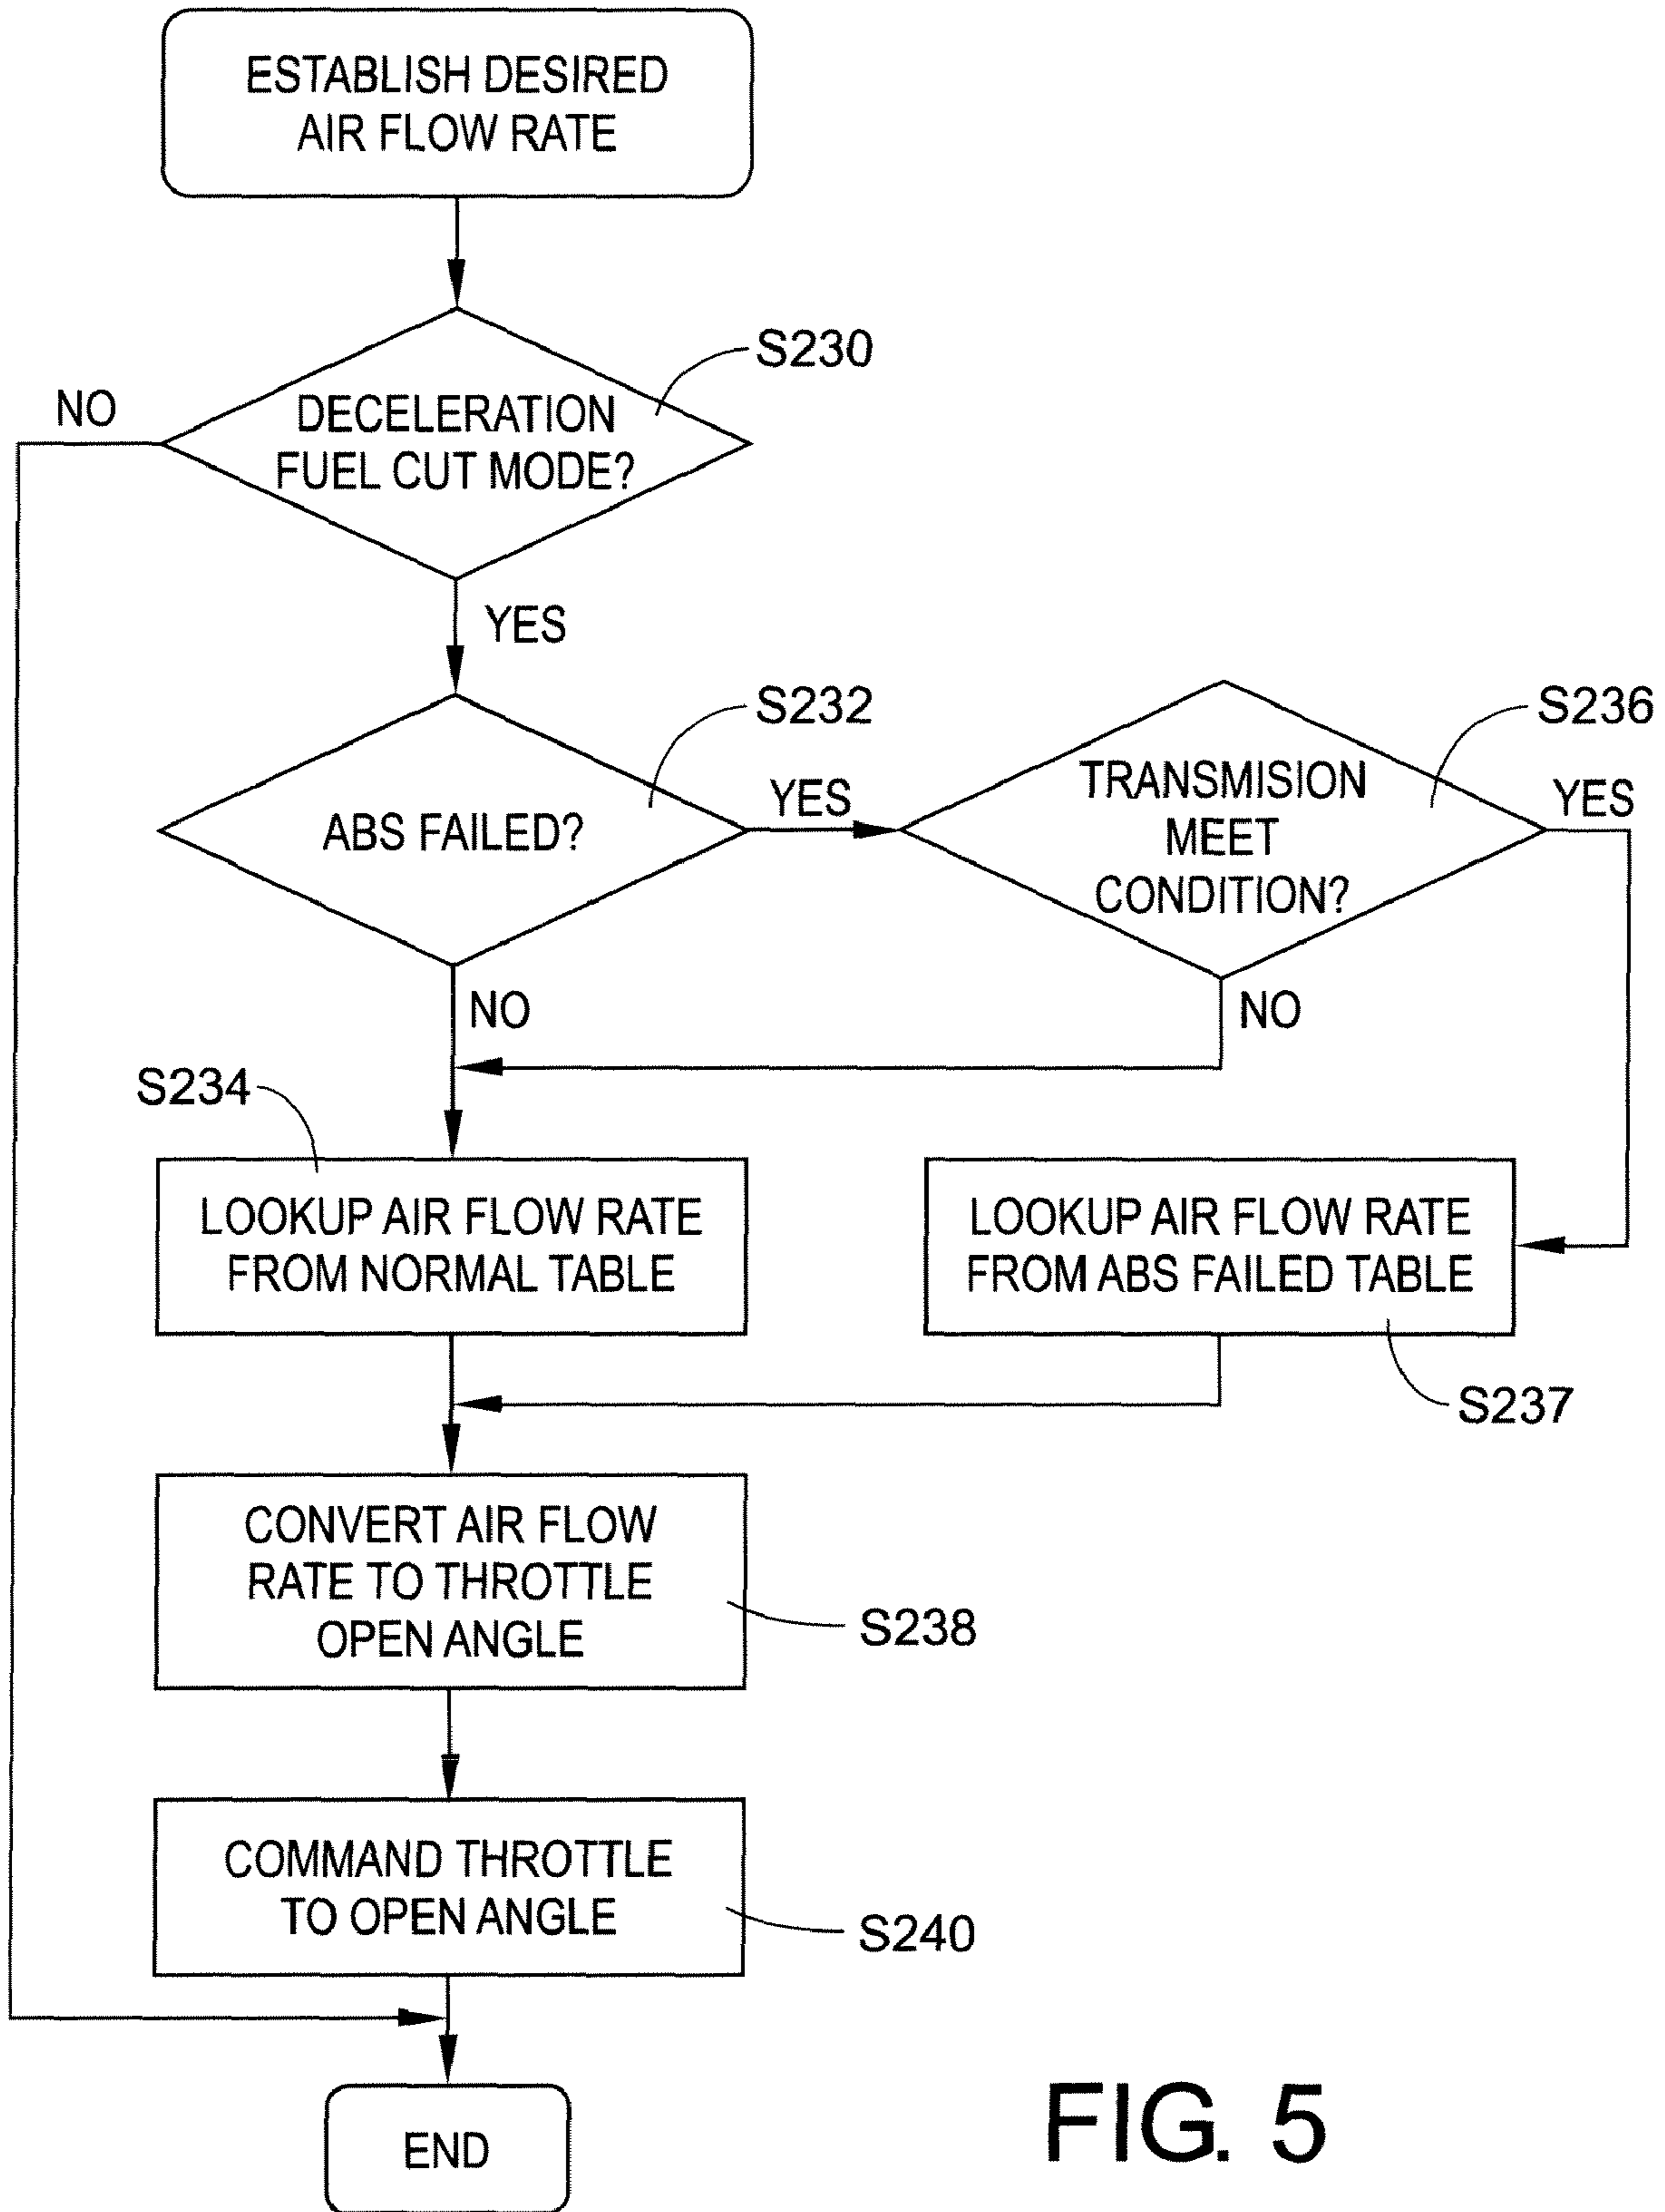 ESTABLISH DESIRED
AIR FLOW RATE
S230
NO
DECELERATION
FUEL CUT MODE?
YES
S232
S236
ABS FAILED?
YES
TRANSMISION
MEET
CONDITION?
YES
NO
NO
S234
LOOKUP AIR FLOW RATE
FROM NORMAL TABLE
LOOKUP AIR FLOW RATE
FROM ABS FAILED TABLE
S237
CONVERT AIR FLOW
RATE TO THROTTLE
OPEN ANGLE
S238
COMMAND THROTTLE
TO OPEN ANGLE
S240
END
FIG. 5